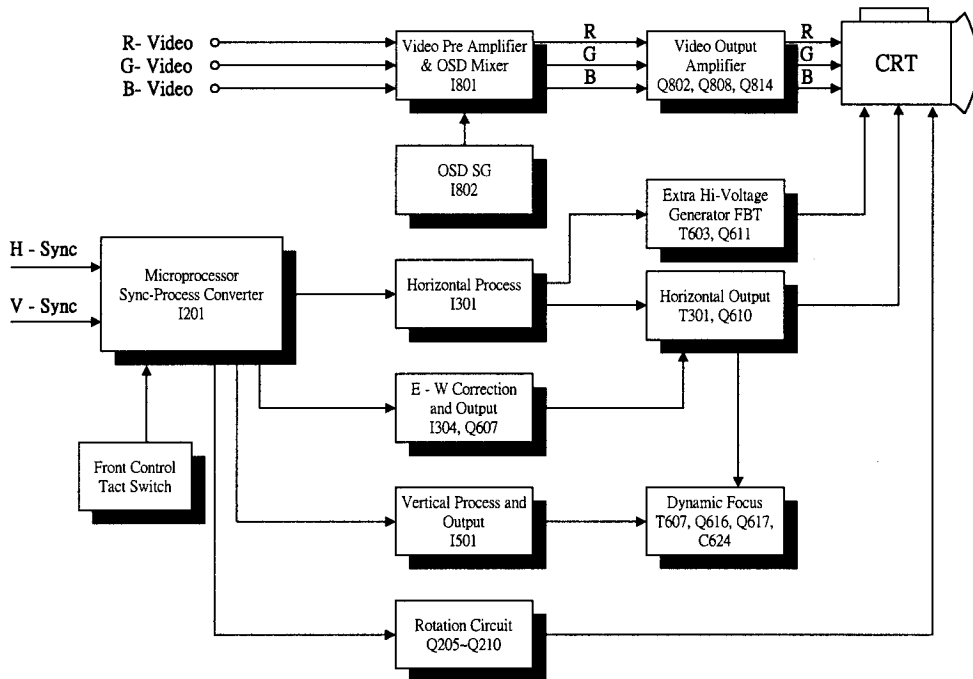 R- Video
G- Video
B- Video
Video Pre Amplifier
& OSD Mixer
I801
R
G
B
Video Output
Amplifier
Q802, Q808, Q814
R
G
B
CRT
OSD SG
I802
Extra Hi-Voltage
Generator FBT
T603, Q611
H - Sync
V - Sync
Microprocessor
Sync-Process Converter
I201
Horizontal Process
I301
Horizontal Output
T301, Q610
E - W Correction
and Output
I304, Q607
Front Control
Tact Switch
Vertical Process and
Output
I501
Dynamic Focus
T607, Q616, Q617,
C624
Rotation Circuit
Q205~Q210